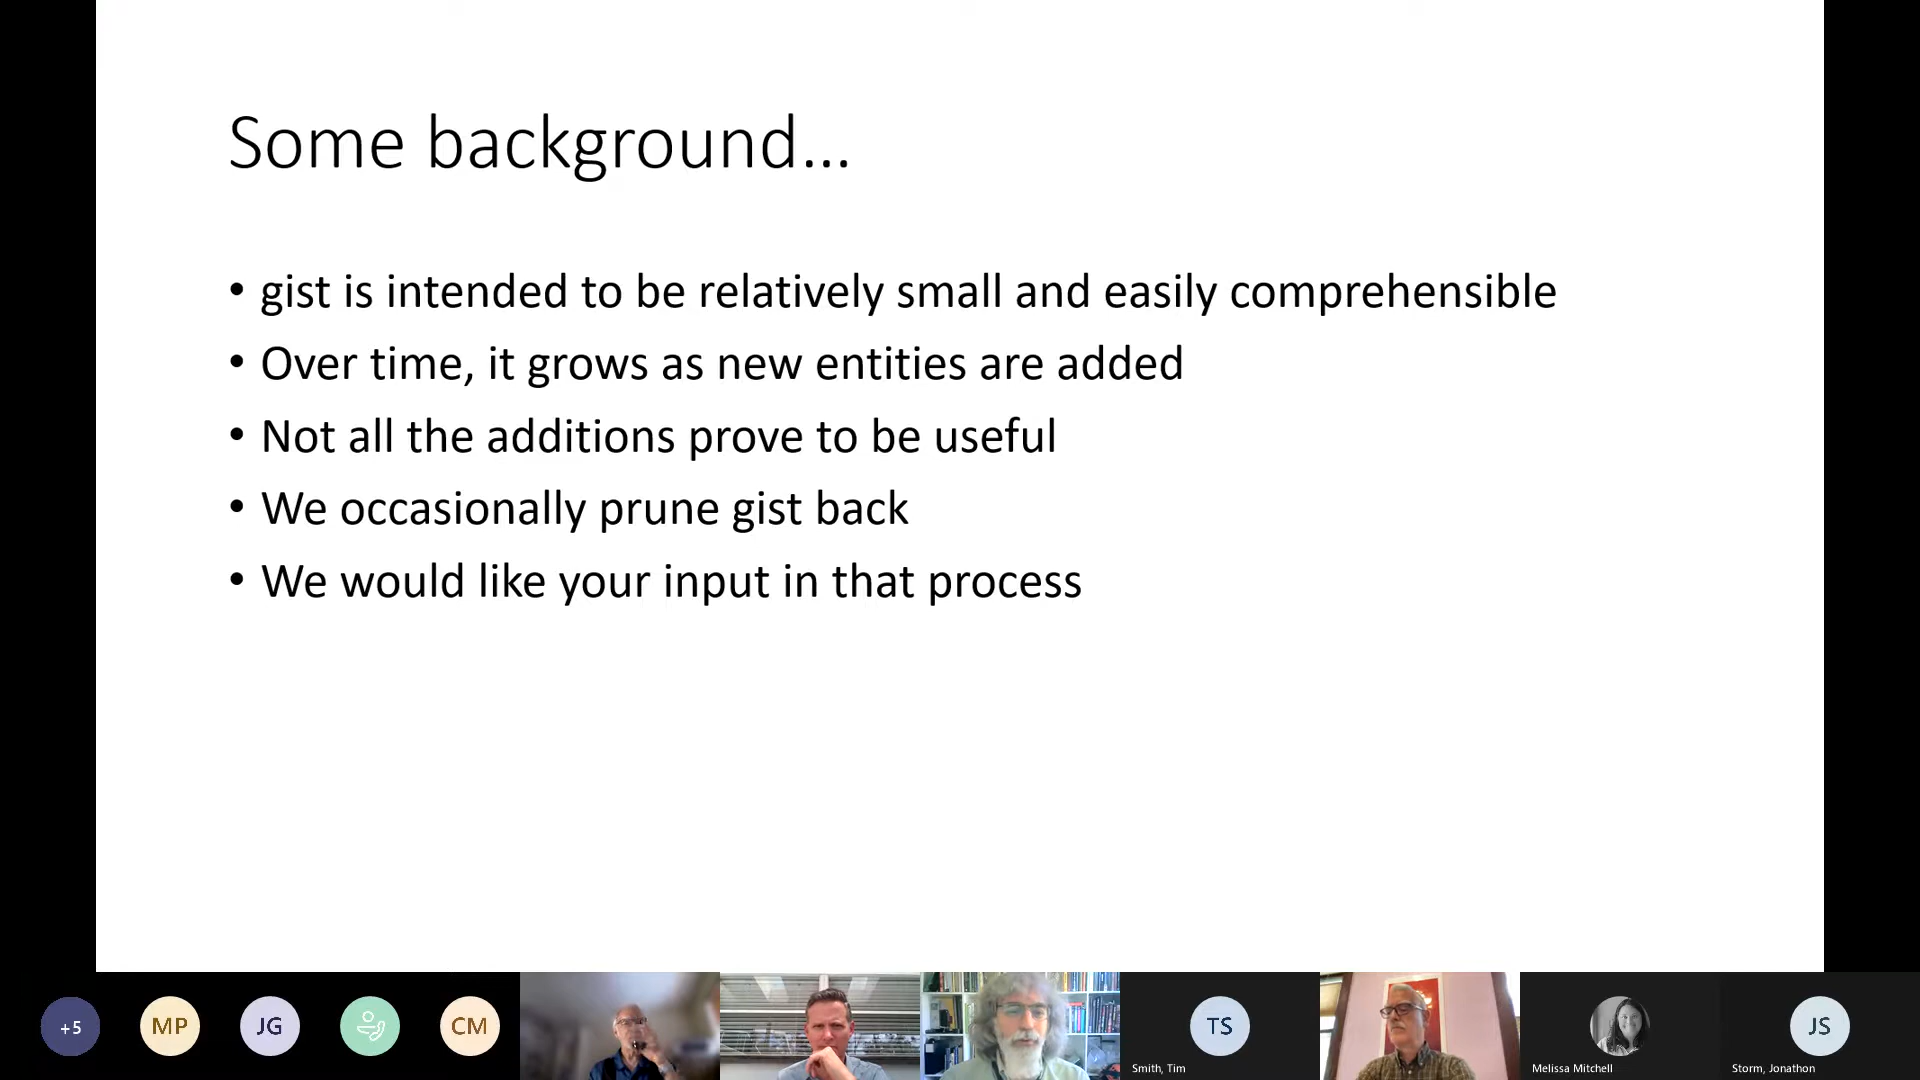 Some background...
• gist is intended to be relatively small and easily comprehensible
• Over time, it grows as new entities are added
• Not all the additions prove to be useful
• We occasionally prune gist back
• We would like your input in that process
+5
MP
JG
CM
TS
Smith, Tim
Melissa Mitchell
JS
Storm, Jonathon